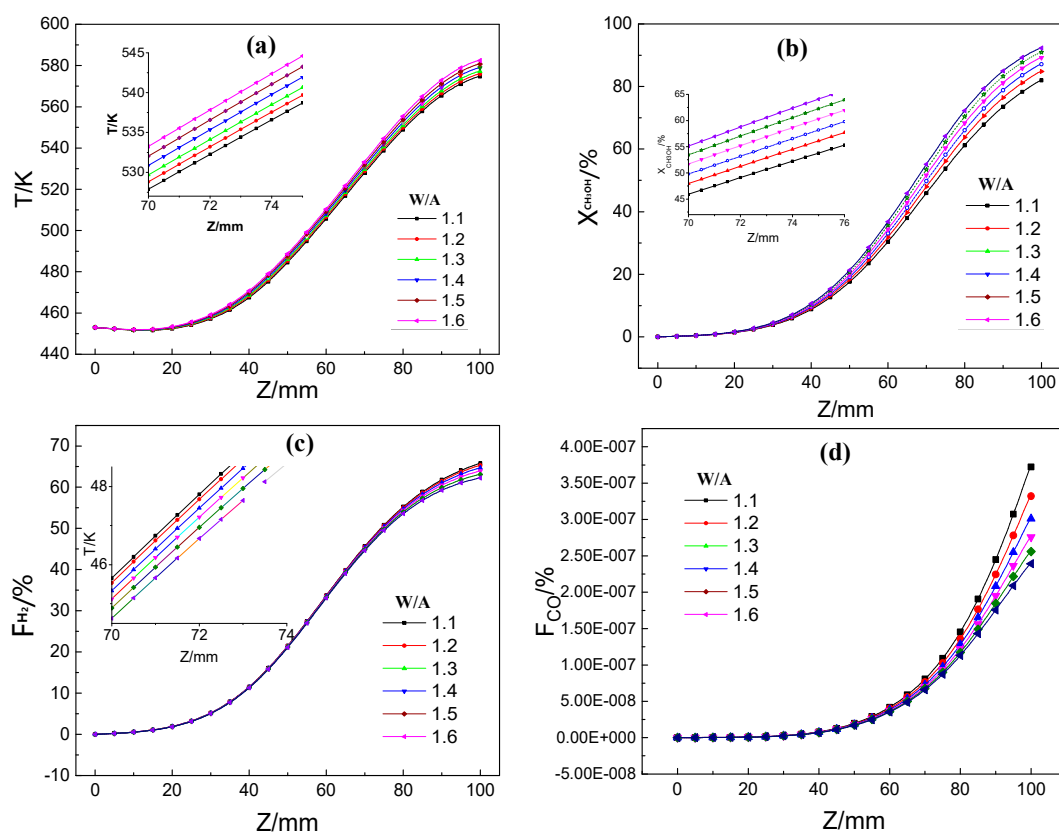 (a)
600
580
560
540
520
500
480
460
440
T/K
0 20 40 60 80 100
Z/mm
545
540
535
530
T/K
70 72 74
Z/mm
W/A
1.1
1.2
1.3
1.4
1.5
1.6
(b)
100
80
60
40
20
0
XCH3OH/%
0 20 40 60 80 100
Z/mm
65
60
55
50
45
XCH3OH/%
70 72 74 76
Z/mm
W/A
1.1
1.2
1.3
1.4
1.5
1.6
(c)
70
65
60
50
40
30
20
10
0
-10
FH2/%
0 20 40 60 80 100
Z/mm
48
46
T/K
70 72 74
Z/mm
W/A
1.1
1.2
1.3
1.4
1.5
1.6
(d)
4.00E-007
3.50E-007
3.00E-007
2.50E-007
2.00E-007
1.50E-007
1.00E-007
5.00E-008
0.00E+000
-5.00E-008
FCO/%
0 20 40 60 80 100
Z/mm
W/A
1.1
1.2
1.3
1.4
1.5
1.6